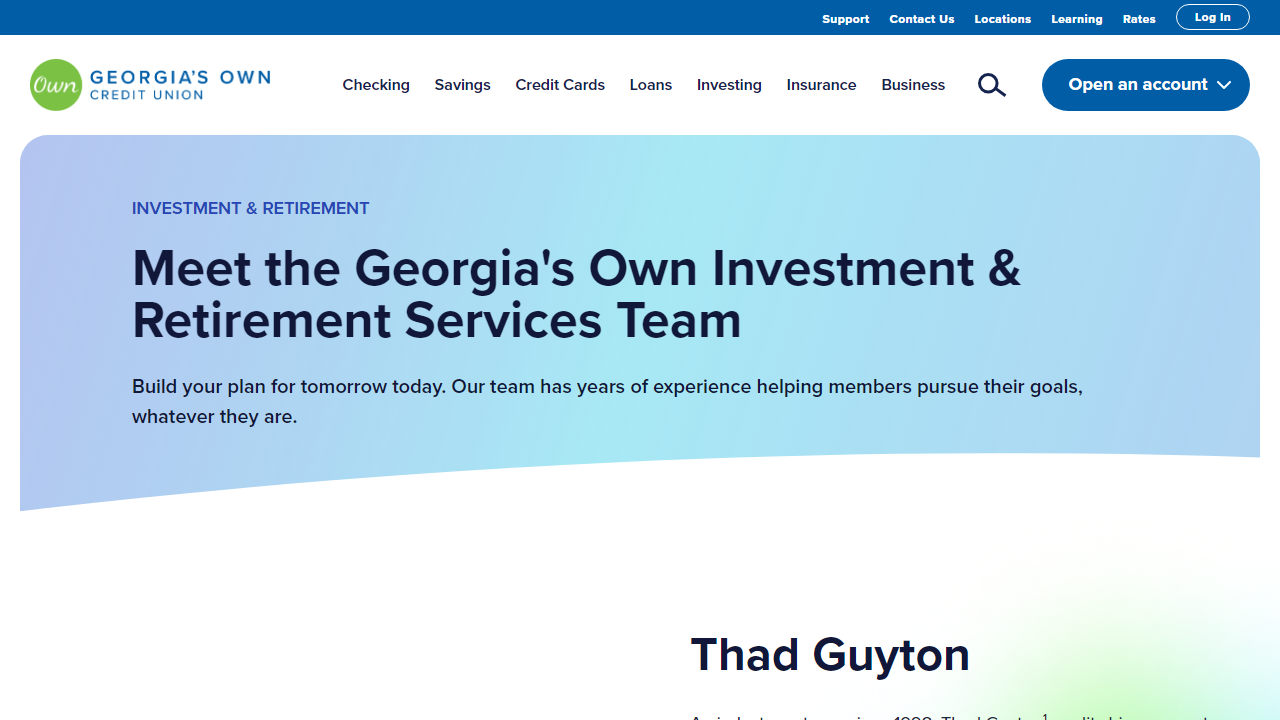 Support Contact Us Locations Learning Rates Log In
Own GEORGIA'S OWN
CREDIT UNION
Checking Savings Credit Cards Loans Investing Insurance Business Open an account
INVESTMENT & RETIREMENT
Meet the Georgia's Own Investment &
Retirement Services Team
Build your plan for tomorrow today. Our team has years of experience helping members pursue their goals,
whatever they are.
Thad Guyton